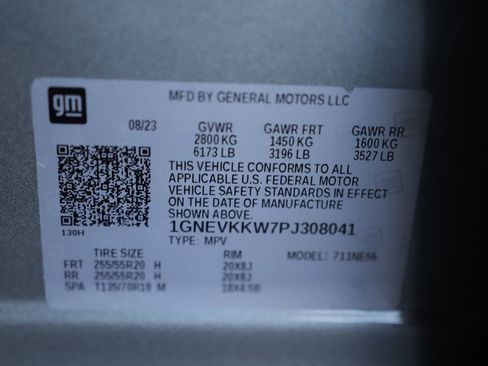 gm
MFD BY GENERAL MOTORS LLC
08/23 GVWR GAWR FRT GAWR RR
2800 KG 1450 KG 1600 KG
6173 LB 3196 LB 3527 LB
THIS VEHICLE CONFORMS TO ALL
APPLICABLE U.S. FEDERAL MOTOR
VEHICLE SAFETY STANDARDS IN EFFECT
ON THE DATE OF MANUFACTURE
SHOWN ABOVE.
130H 1GNEVKKW7PJ308041
TYPE: MPV
TIRE SIZE RIM MODEL: 711NE56
FRT 255/55R20 H 20X8J
RR 255/55R20 H 20X8J
SPA T135/70R18 M 18X4.5B